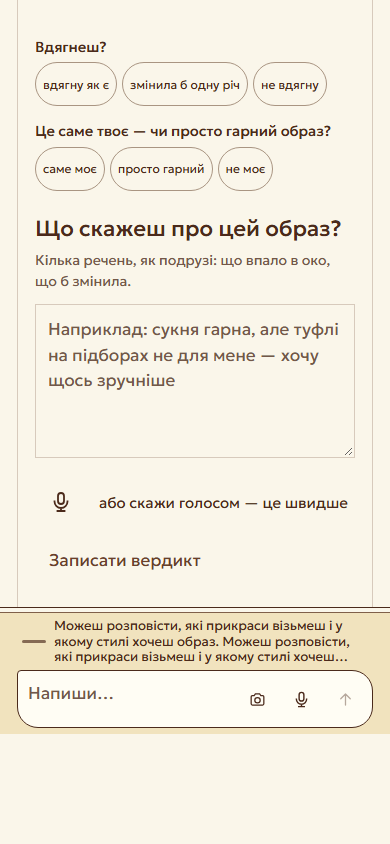 Вдягнеш?
вдягну як є
змінила б одну річ
не вдягну
Це саме твоє — чи просто гарний образ?
саме моє
просто гарний
не моє
Що скажеш про цей образ?
Кілька речень, як подрузі: що впало в око,
що б змінила.
Наприклад: сукня гарна, але туфлі
на підборах не для мене — хочу
щось зручніше
або скажи голосом — це швидше
Записати вердикт
Можеш розповісти, які прикраси візьмеш і у
якому стилі хочеш образ. Можеш розповісти,
які прикраси візьмеш і у якому стилі хочеш...
Напиши...